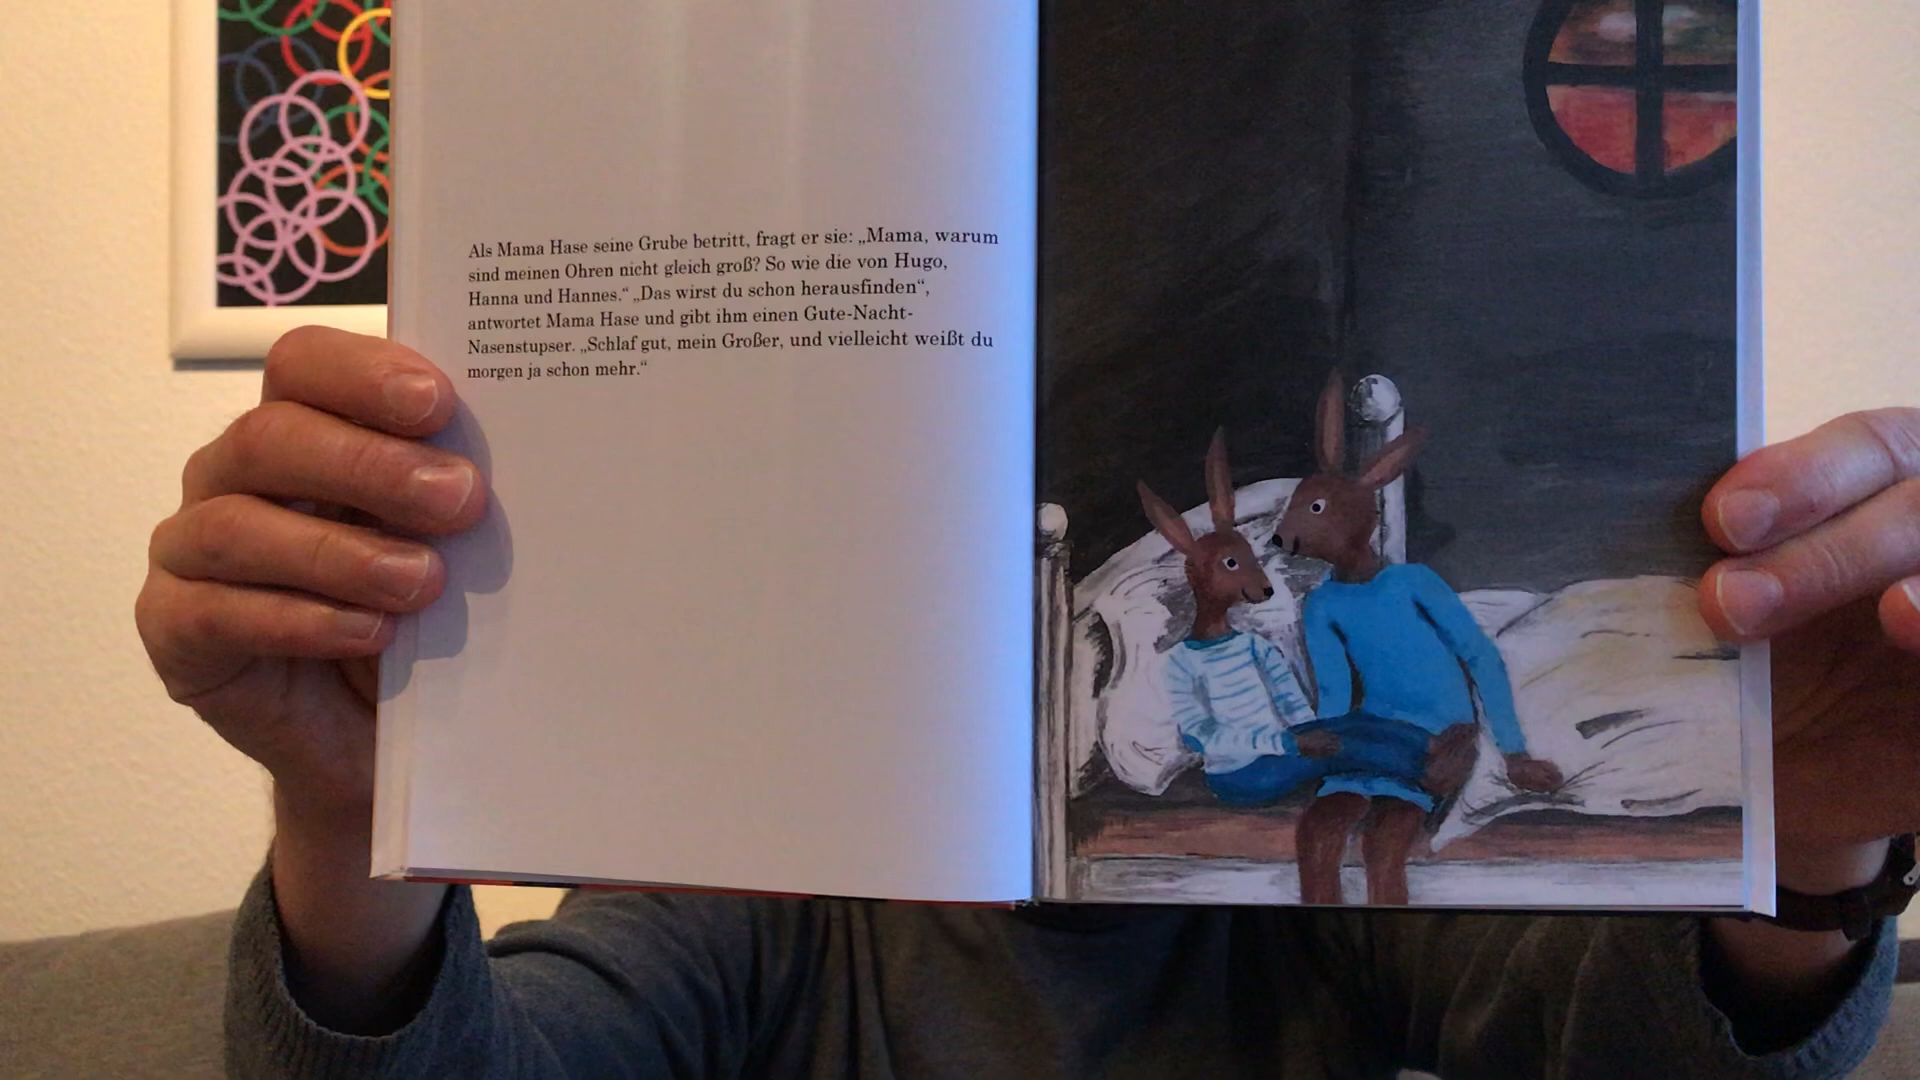 Als Mama Hase seine Grube betritt, fragt er sie: „Mama, warum
sind meinen Ohren nicht gleich groß? So wie die von Hugo,
Hanna und Hannes.“ „Das wirst du schon herausfinden“,
antwortet Mama Hase und gibt ihm einen Gute-Nacht-
Nasenstupser. „Schlaf gut, mein Großer, und vielleicht weißt du
morgen ja schon mehr.“